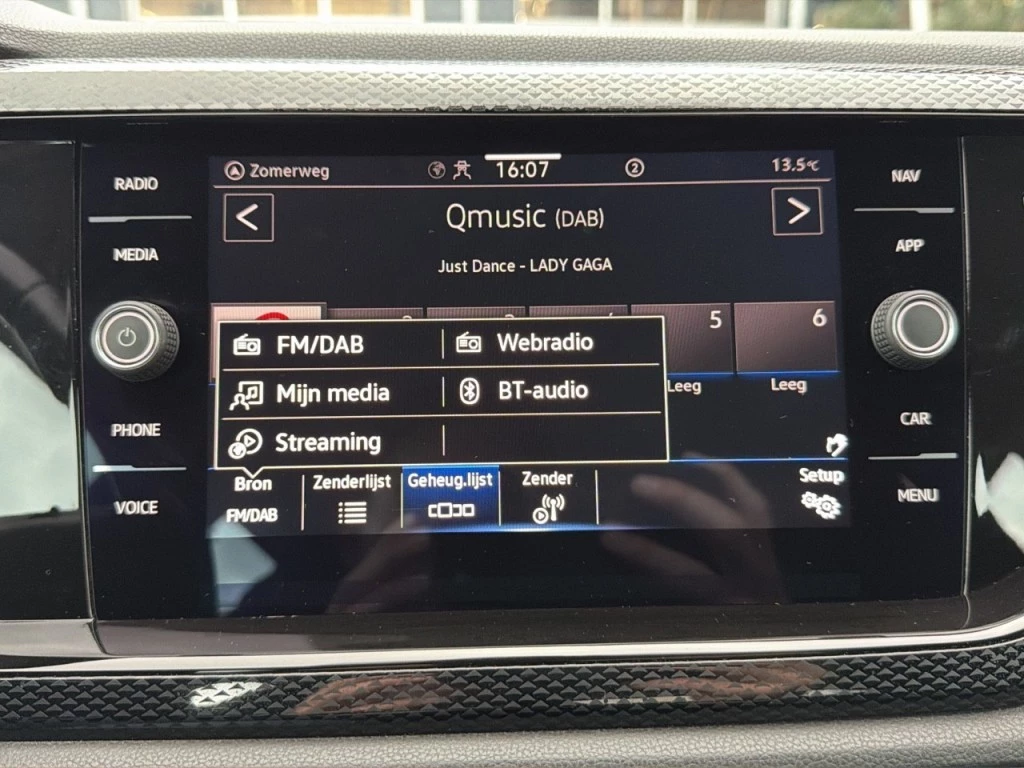 RADIO
MEDIA
PHONE
VOICE
Zomerweg
16:07
2
13.5°C
<
Qmusic (DAB)
>
Just Dance - LADY GAGA
5
6
FM/DAB
Webradio
Mijn media
BT-audio
Streaming
Leeg
Leeg
Bron
FM/DAB
Zenderlijst
Geheug.lijst
Zender
Setup
NAV
APP
CAR
MENU